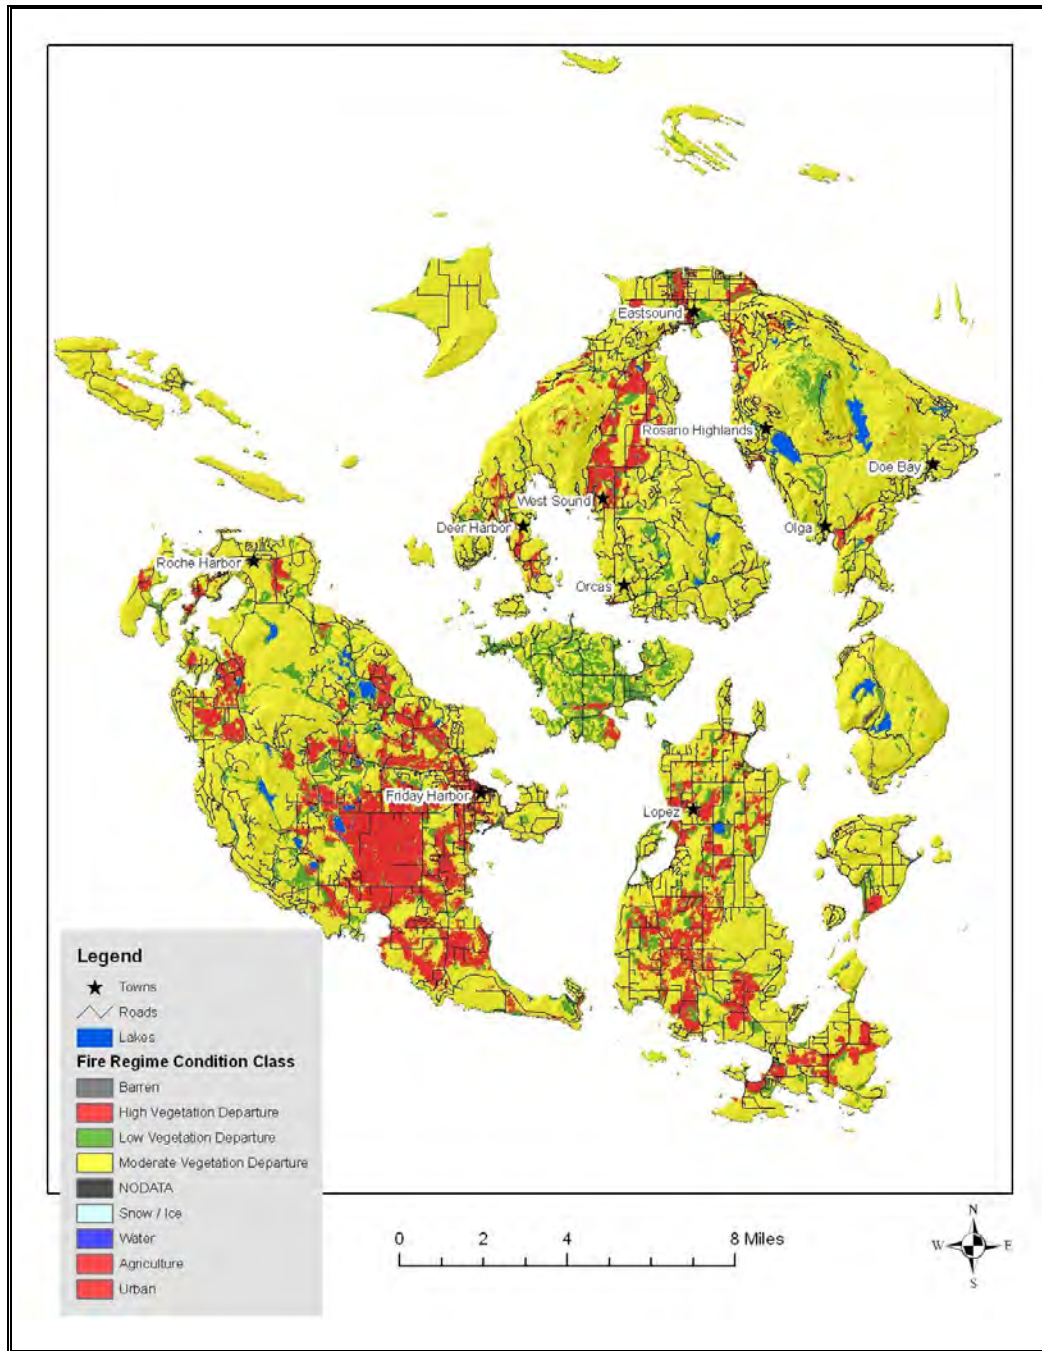 Eastsound
Rosario Highlands
Doe Bay
West Sound
Deer Harbor
Olga
Roche Harbor
Orcas
Friday Harbor
Lopez
Legend
Towns
Roads
Lakes
Fire Regime Condition Class
Barren
High Vegetation Departure
Low Vegetation Departure
Moderate Vegetation Departure
NODATA
Snow / Ice
Water
Agriculture
Urban
0 2 4 8 Miles
N
W E
S